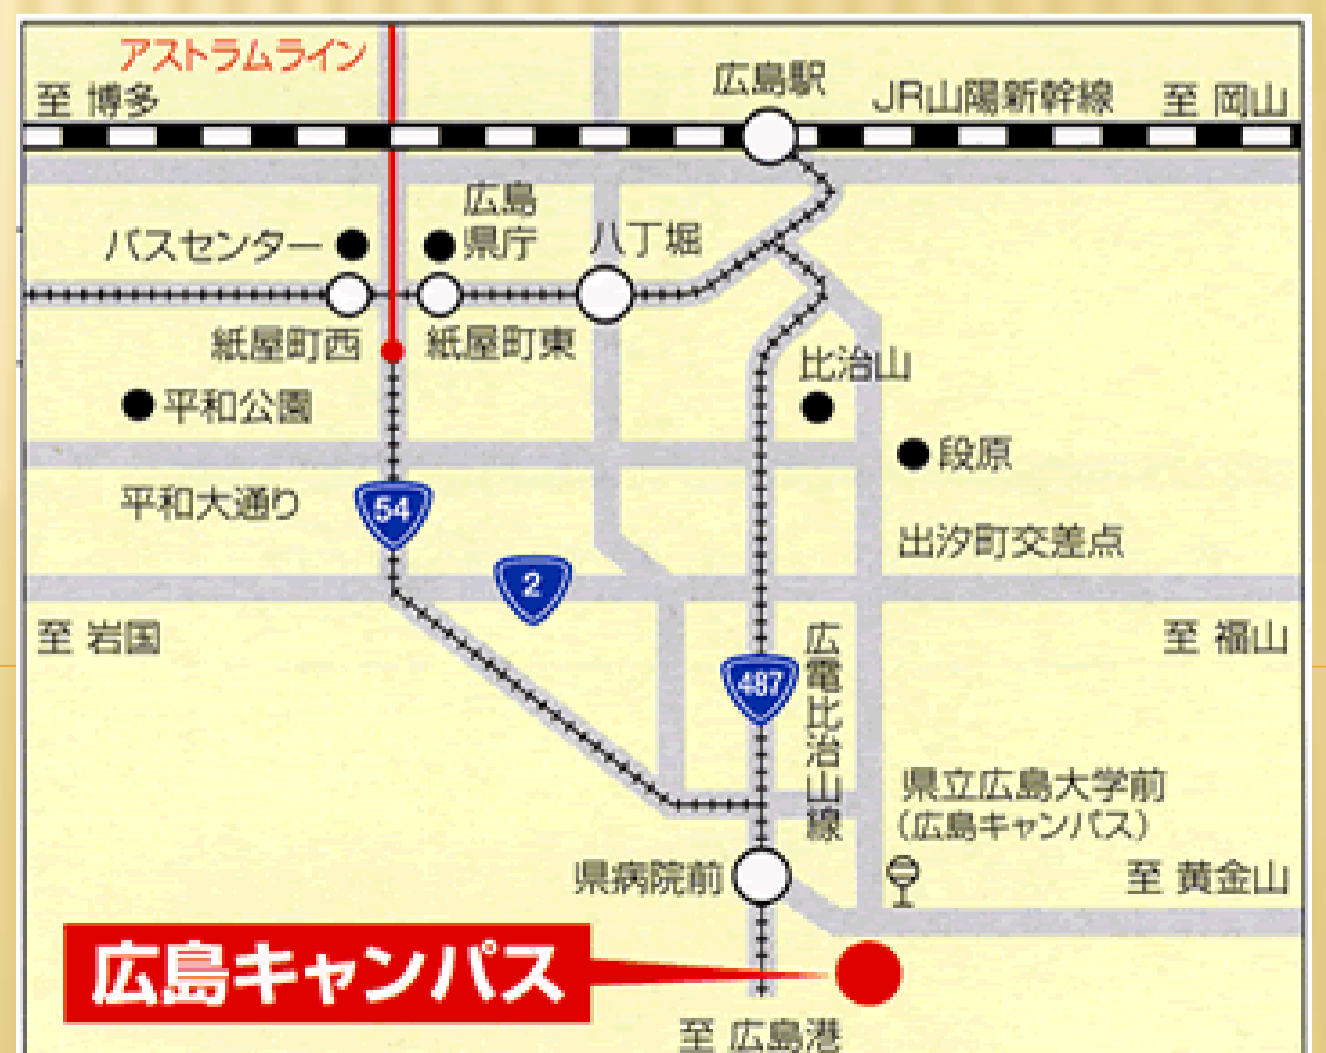 アストラムライン
至 博多
広島駅
JR山陽新幹線
至 岡山
バスセンター
広島
県庁
八丁堀
紙屋町西
紙屋町東
比治山
平和公園
段原
平和大通り
54
出汐町交差点
2
至 岩国
至 福山
487
広電比治山線
県立広島大学前
(広島キャンパス)
県病院前
至 黄金山
広島キャンパス
至 広島港